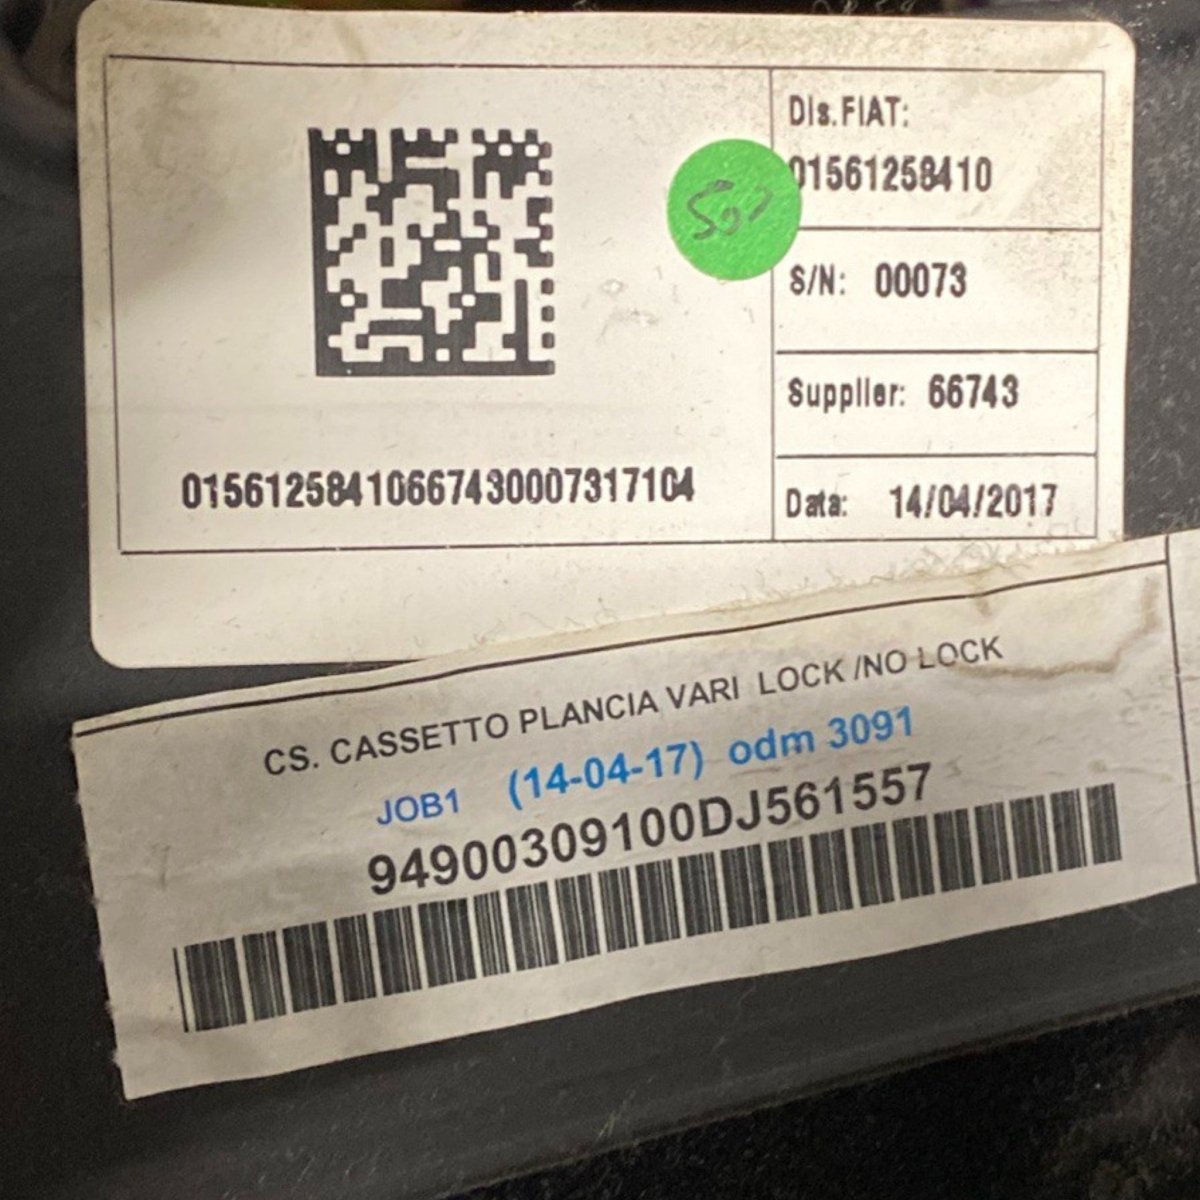 Dis.FIAT:
01561258410
S/N: 00073
Supplier: 66743
Data: 14/04/2017
01561258410667430007317104
CS. CASSETTO PLANCIA VARI LOCK /NO LOCK
JOB1 (14-04-17) odm 3091
94900309100DJ561557